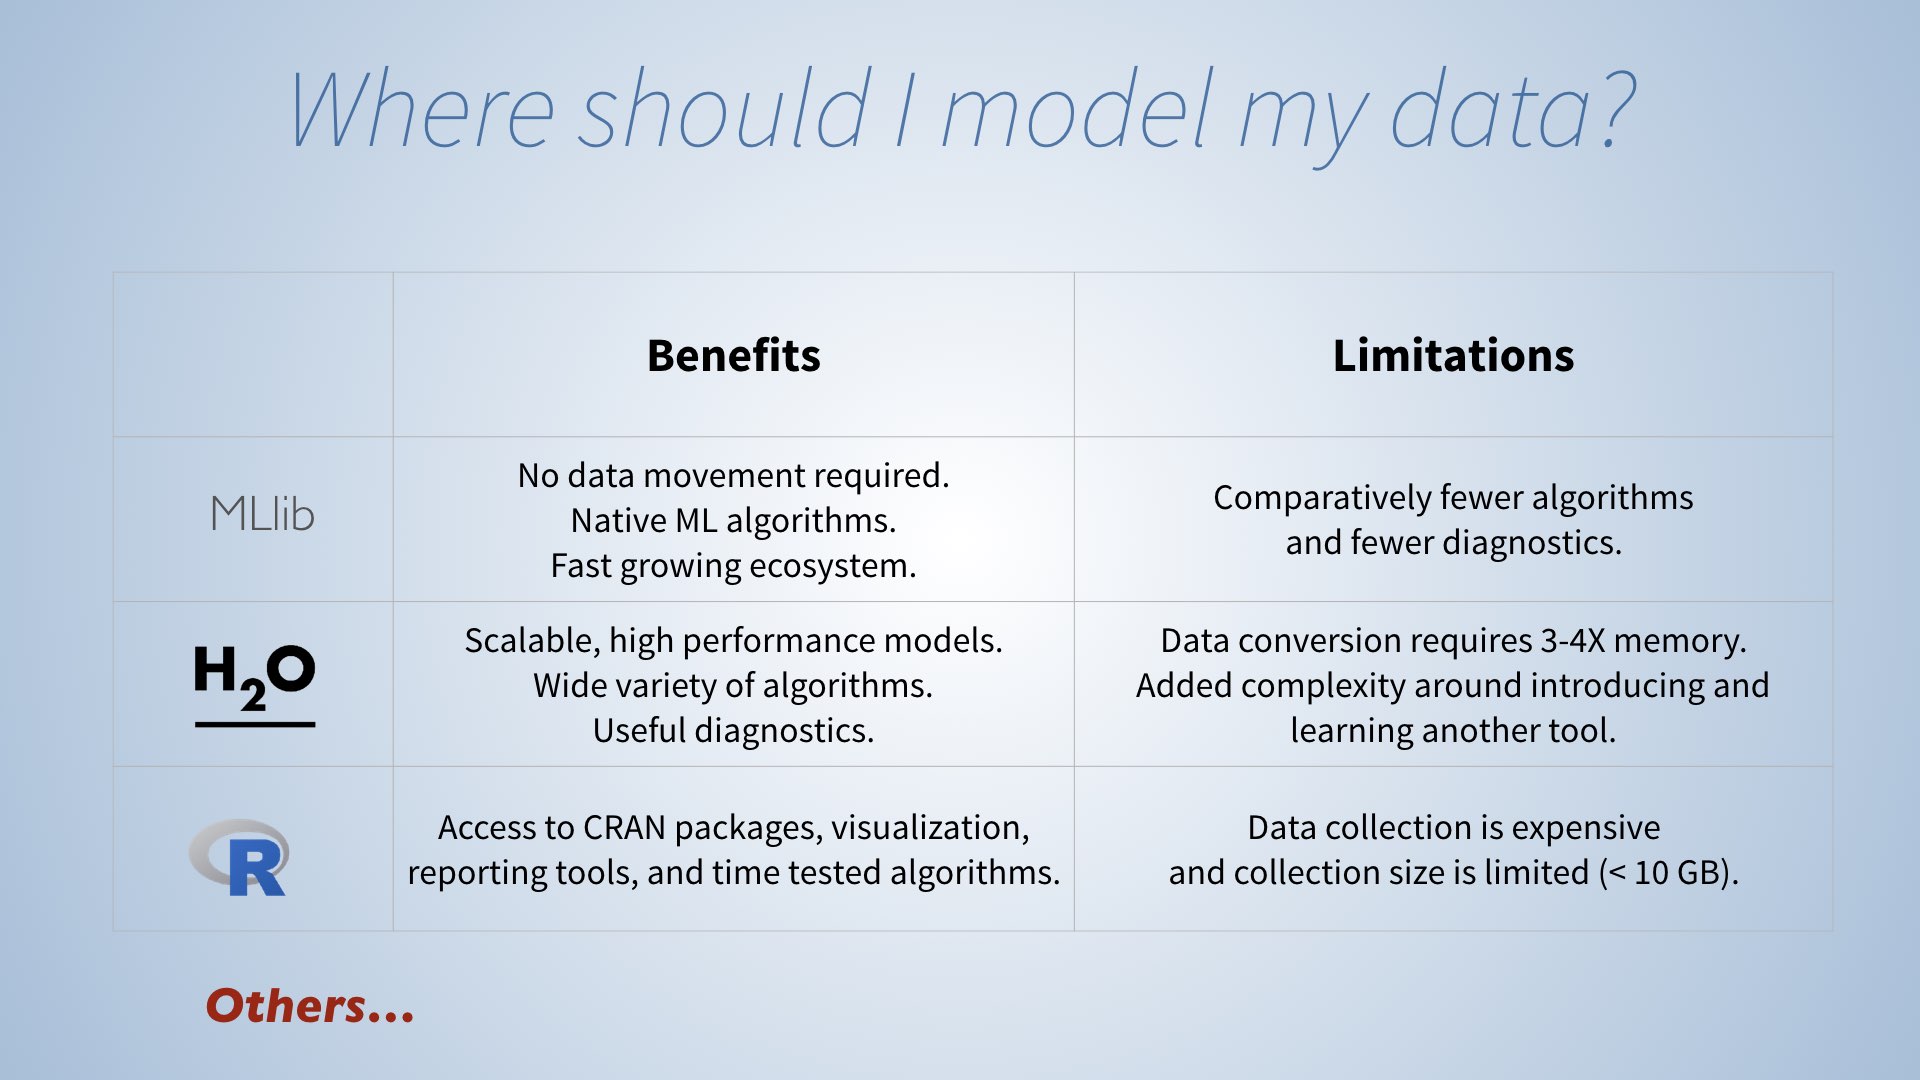 Where should I model my data?
Benefits
Limitations
MLlib
No data movement required.
Native ML algorithms.
Fast growing ecosystem.
Comparatively fewer algorithms
and fewer diagnostics.
H2O
Scalable, high performance models.
Wide variety of algorithms.
Useful diagnostics.
Data conversion requires 3-4X memory.
Added complexity around introducing and
learning another tool.
R
Access to CRAN packages, visualization,
reporting tools, and time tested algorithms.
Data collection is expensive
and collection size is limited (< 10 GB).
Others...